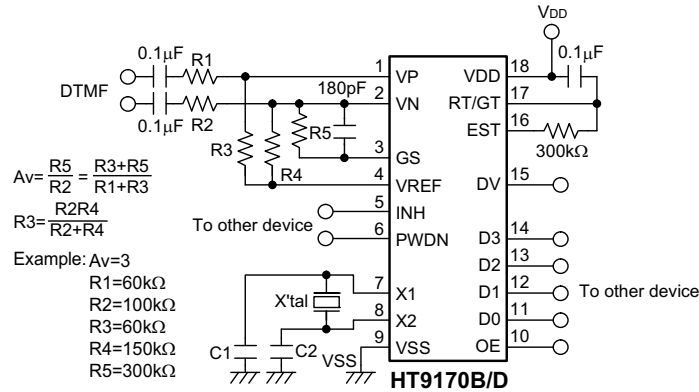 VDD
0.1μF
R1
1
VP
VDD
18
0.1μF
DTMF
180pF
2
VN
RT/GT
17
0.1μF
R2
R5
EST
16
R3
3
GS
300kΩ
Av=R5/R2=R3+R5/R1+R3
R4
4
VREF
DV
15
R3=R2R4/R2+R4
To other device
5
INH
6
PWDN
D3
14
Example: Av=3
D2
13
R1=60kΩ
7
X1
D1
12
To other device
R2=100kΩ
X'tal
R3=60kΩ
8
X2
D0
11
R4=150kΩ
C1
C2
VSS
9
VSS
OE
10
R5=300kΩ
HT9170B/D